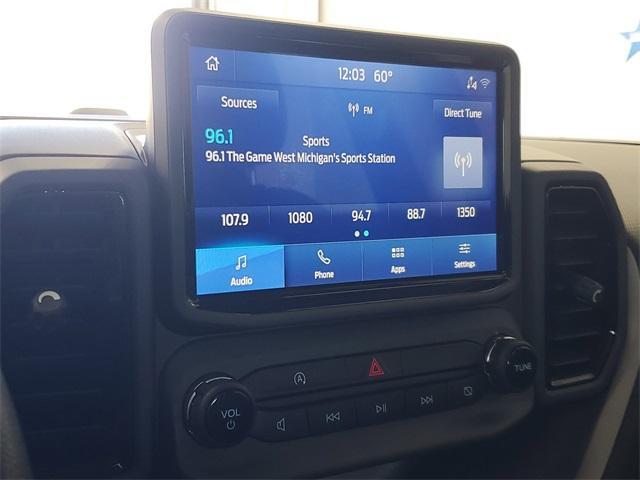 12:03 60°
Sources
FM
Direct Tune
96.1
Sports
96.1 The Game West Michigan's Sports Station
107.9 1080 94.7 88.7 1350
Audio Phone Apps Settings
VOL
TUNE